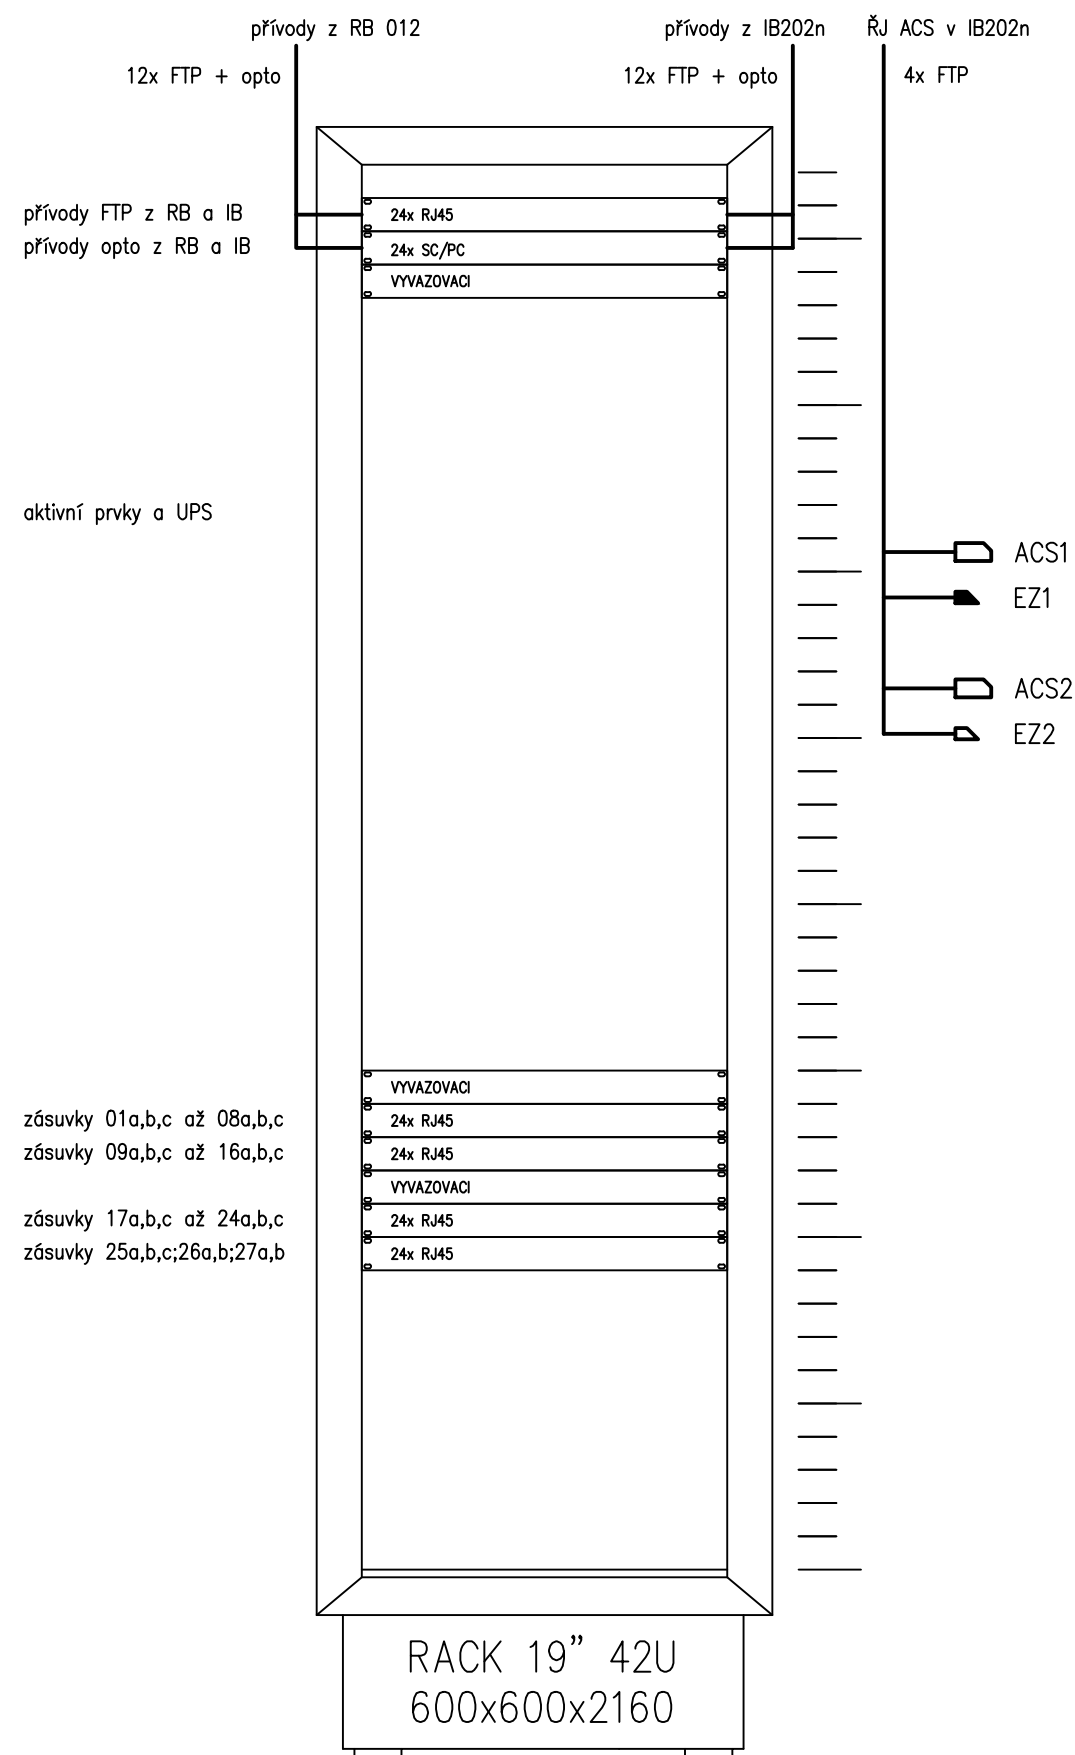 přívody z RB 012
přívody z IB202n
ŘJ ACS v IB202n
12x FTP + opto
12x FTP + opto
4x FTP
přívody FTP z RB a IB
24x RJ45
přívody opto z RB a IB
24x SC/PC
VYVAZOVACI
aktivní prvky a UPS
ACS1
EZ1
ACS2
EZ2
VYVAZOVACI
zásuvky 01a,b,c až 08a,b,c
24x RJ45
zásuvky 09a,b,c až 16a,b,c
24x RJ45
VYVAZOVACI
zásuvky 17a,b,c až 24a,b,c
24x RJ45
zásuvky 25a,b,c;26a,b;27a,b
24x RJ45
RACK 19” 42U
600x600x2160